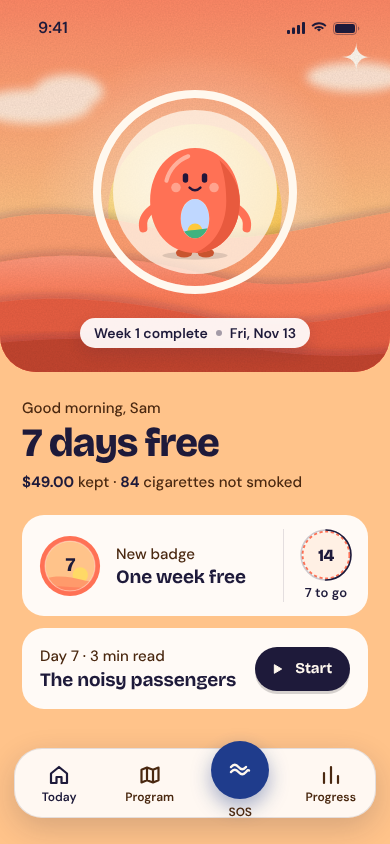 9:41
Week 1 complete • Fri, Nov 13
Good morning, Sam
7 days free
$49.00 kept · 84 cigarettes not smoked
7
New badge
One week free
14
7 to go
Day 7 · 3 min read
The noisy passengers
Start
Today
Program
SOS
Progress